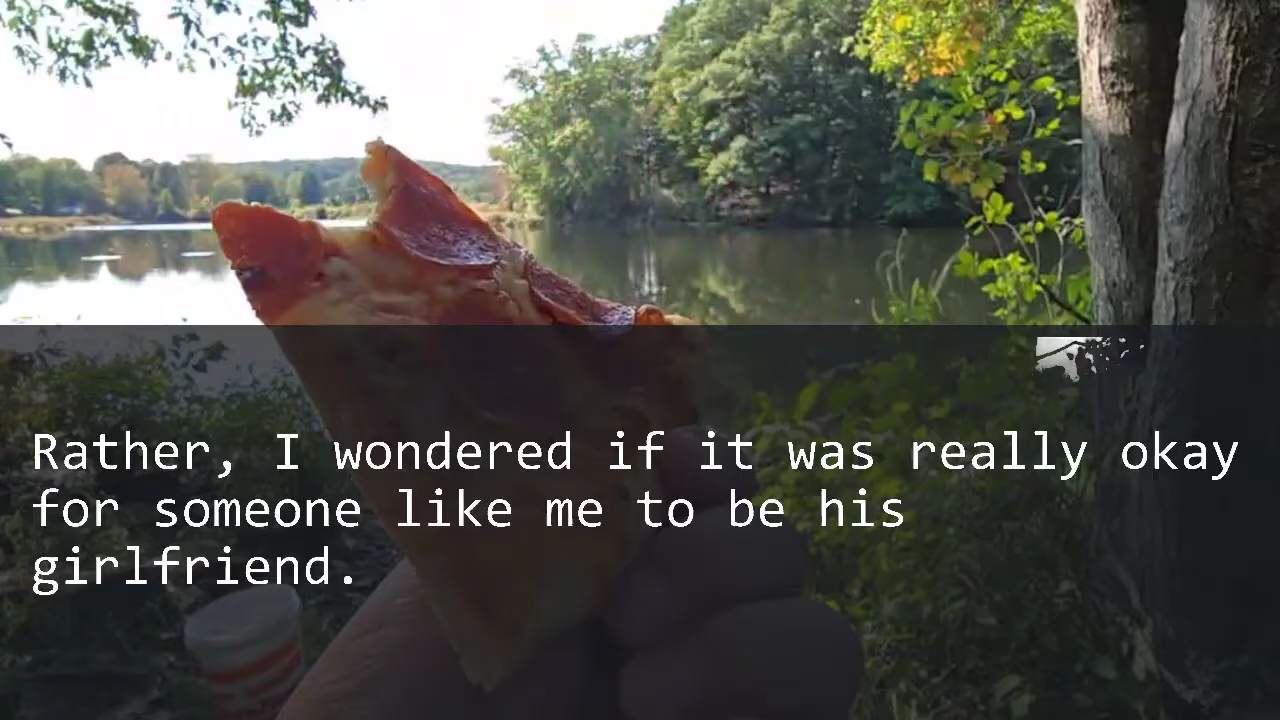 Rather, I wondered if it was really okay
for someone like me to be his
girlfriend.